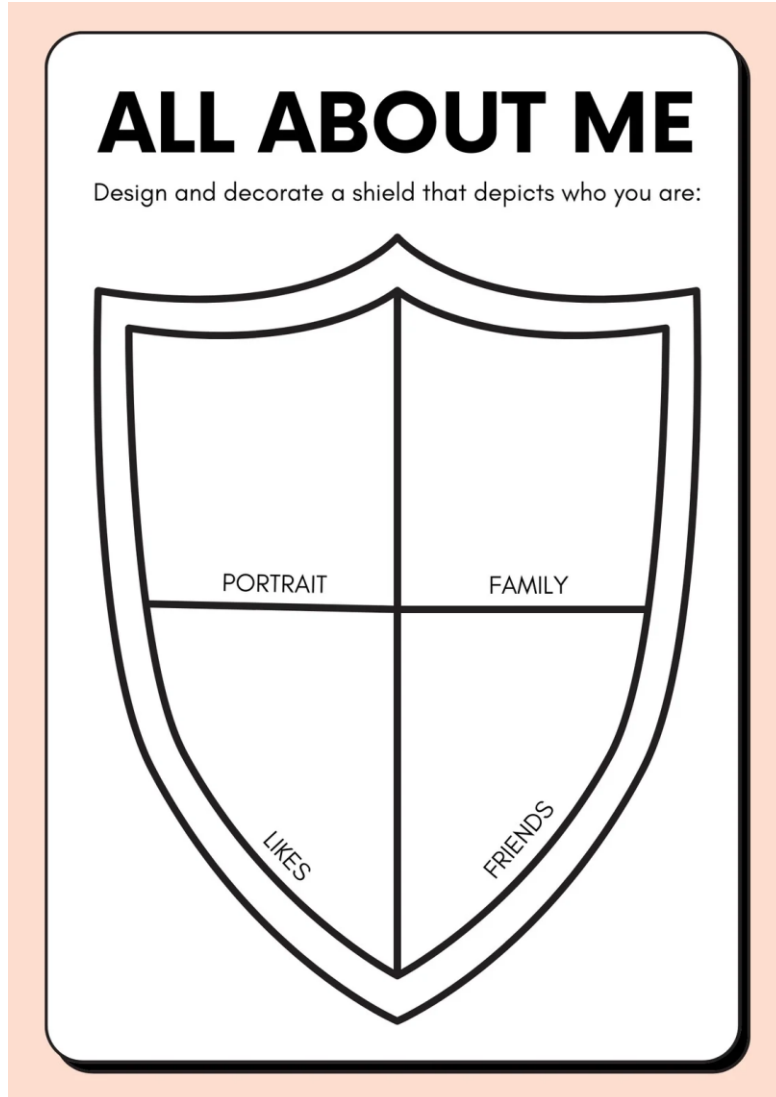 ALL ABOUT ME
Design and decorate a shield that depicts who you are:
PORTRAIT
FAMILY
LIKES
FRIENDS